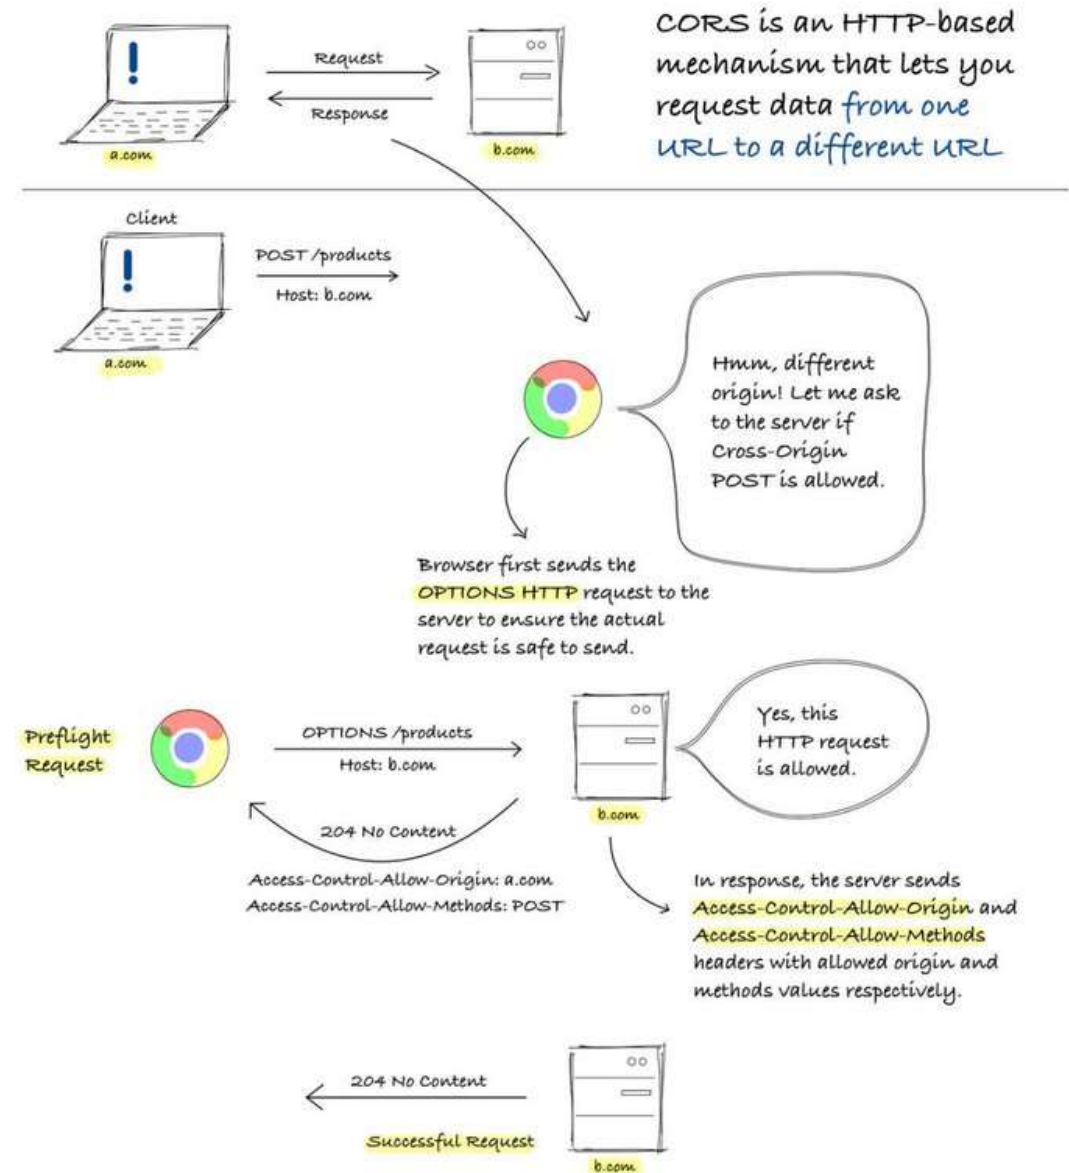 Request
Response
a.com
b.com
CORS is an HTTP-based
mechanism that lets you
request data from one
URL to a different URL
Client
POST /products
Host: b.com
a.com
Hmm, different
origin! Let me ask
to the server if
Cross-Origin
POST is allowed.
Browser first sends the
OPTIONS HTTP request to the
server to ensure the actual
request is safe to send.
Preflight
Request
OPTIONS /products
Host: b.com
Yes, this
HTTP request
is allowed.
b.com
204 No Content
Access-Control-Allow-Origin: a.com
Access-Control-Allow-Methods: POST
In response, the server sends
Access-Control-Allow-Origin and
Access-Control-Allow-Methods
headers with allowed origin and
methods values respectively.
204 No Content
Successful Request
b.com